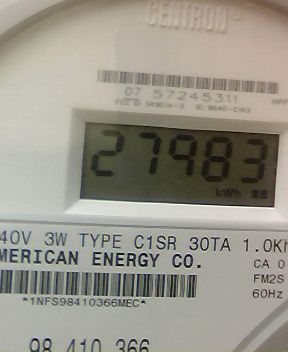 CENTRON®
07 57245311
27983
kWh
40V 3W TYPE C1SR 30TA 1.0Kh
MERICAN ENERGY CO.
CA 0
FM2S
60Hz
*1NFS98410366MEC*
98 410 366